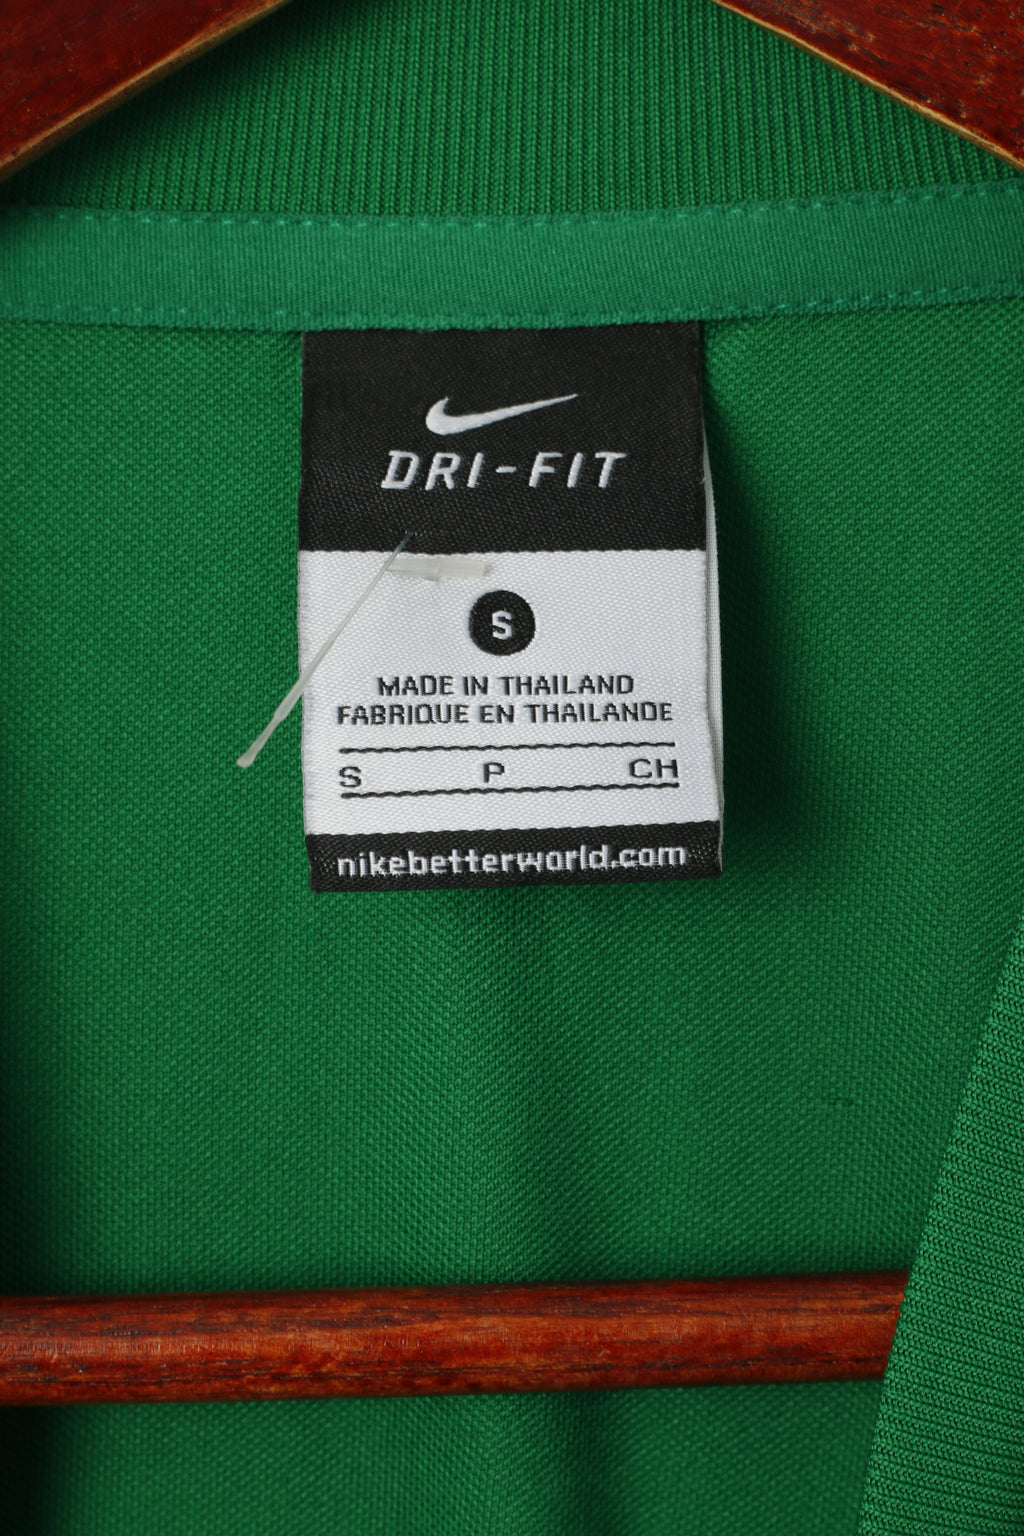 DRI-FIT
S
MADE IN THAILAND
FABRIQUE EN THAILANDE
S P CH
nikebetterworld.com